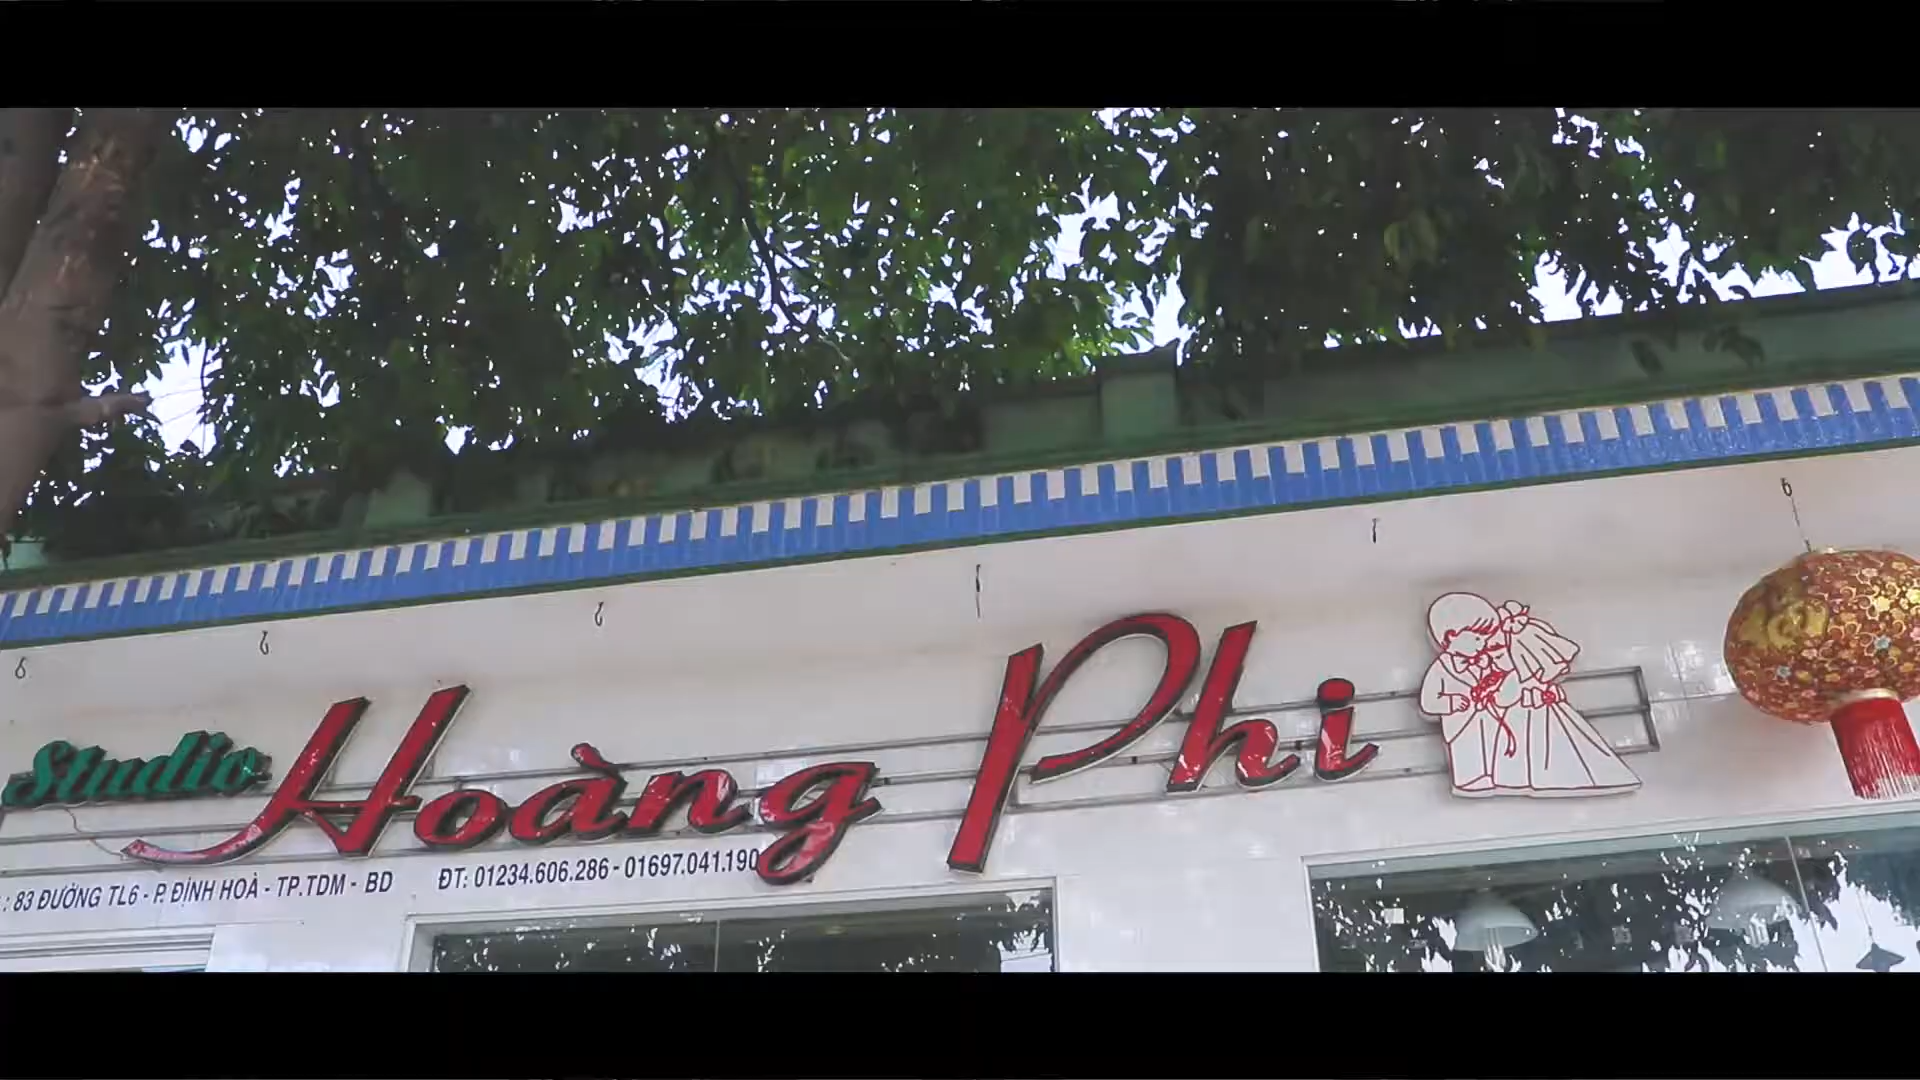 Studio Hoàng Phi
: 83 ĐƯỜNG TL6 - P. ĐỊNH HOÀ - TP.TDM - BD ĐT: 01234.606.286 - 01697.041.190